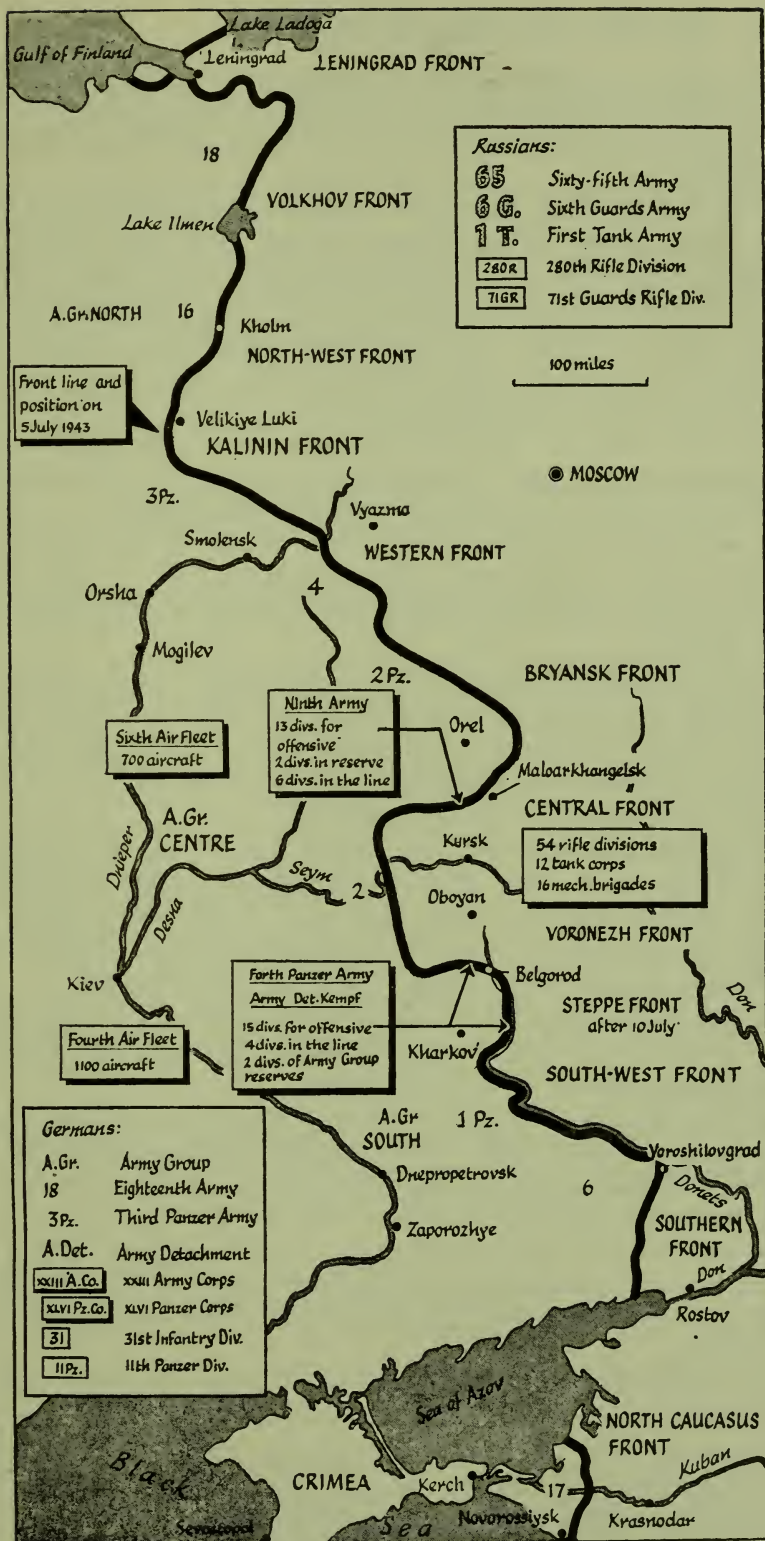 Lake Ladoga
Gulf of Finland
Leningrad
LENINGRAD FRONT
18
VOLKHOV FRONT
Lake Ilmen
Russians:
65 Sixty-fifth Army
6 G. Sixth Guards Army
1 T. First Tank Army
280R 280th Rifle Division
71GR 71st Guards Rifle Div.
A.Gr.NORTH
16
Kholm
NORTH-WEST FRONT
100 miles
Front line and
position on
5 July 1943
Velikiye Luki
KALININ FRONT
MOSCOW
3Pz.
Vyazma
Smolensk
WESTERN FRONT
Orsha
4
Mogilev
2 Pz.
BRYANSK FRONT
Ninth Army
13 divs. for
offensive
2 divs. in reserve
6 divs. in the line
Orel
Sixth Air Fleet
700 aircraft
Maloarkhangelsk
A.Gr.
CENTRE
CENTRAL FRONT
Dnieper
Desna
Seym
2
Kursk
54 rifle divisions
12 tank corps
16 mech. brigades
Oboyan
VORONEZH FRONT
Kiev
Forth Panzer Army
Army Det. Kempf
15 divs. for offensive
4 divs. in the line
2 divs. of Army Group
reserves
Belgorod
Don
STEPPE FRONT
after 10 July
Kharkov
Fourth Air Fleet
1100 aircraft
SOUTH-WEST FRONT
A.Gr
SOUTH
1 Pz.
Germans:
A.Gr. Army Group
18 Eighteenth Army
3Pz. Third Panzer Army
A.Det. Army Detachment
XXIII A.Co. XXIII Army Corps
XLVI Pz.Co. XLVI Panzer Corps
31 31st Infantry Div.
11Pz. 11th Panzer Div.
Voroshilovgrad
Dnepropetrovsk
6
Donets
Zaporozhye
SOUTHERN
FRONT
Don
Rostov
Sea of Azov
NORTH CAUCASUS
FRONT
Black
CRIMEA
Kerch
17
Kuban
Sevastopol
Sea
Novorossiysk
Krasnodar